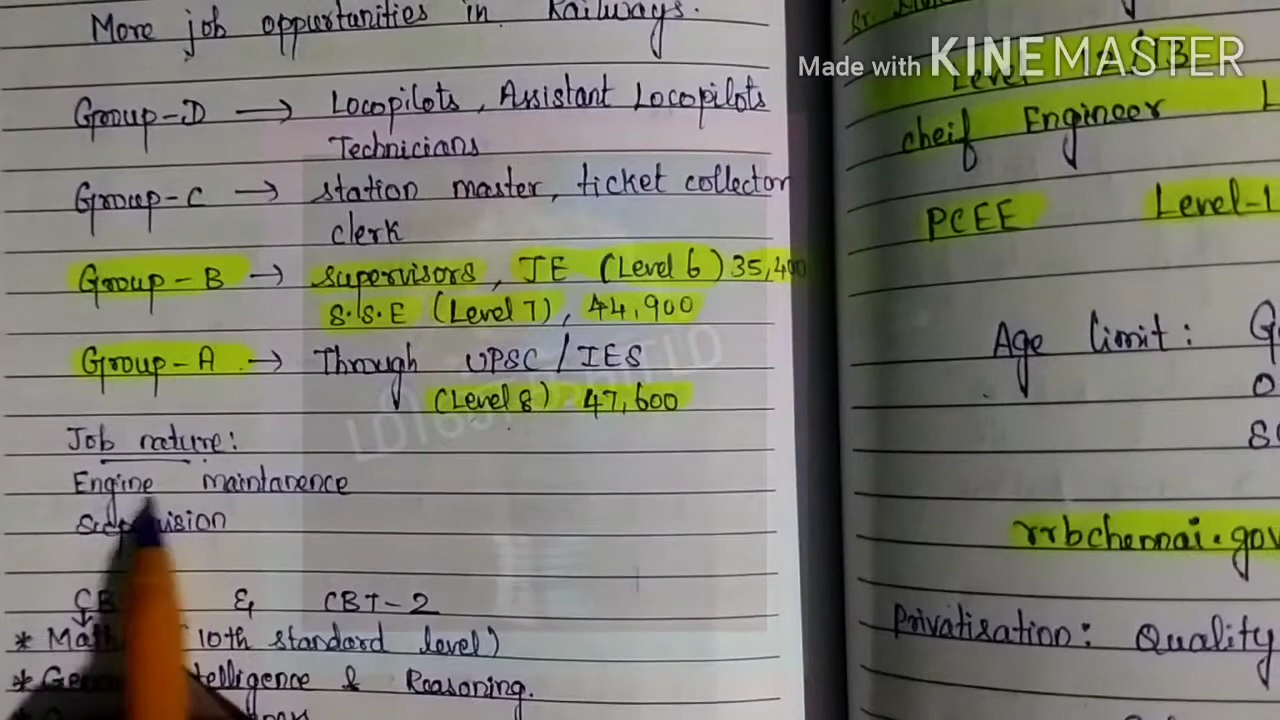 More job oppurtunities in Railways.
Group-D → Locopilots, Assistant Locopilots
Technicians
Group-C → station master, ticket collector
clerk
Group-B → supervisors, JE (Level 6) 35,400
S.S.E (Level 7), 44,900
Group-A → Through UPSC / IES
(Level 8) 47,600
Job nature:
Engine maintanence
& CBT-2
(10th standard level)
& Reasoning.
Made with KINEMASTER
Level
cheif Engineer L
PCEE Level-1
Age limit: G
rrbchennai.gov
Privatization: Quality